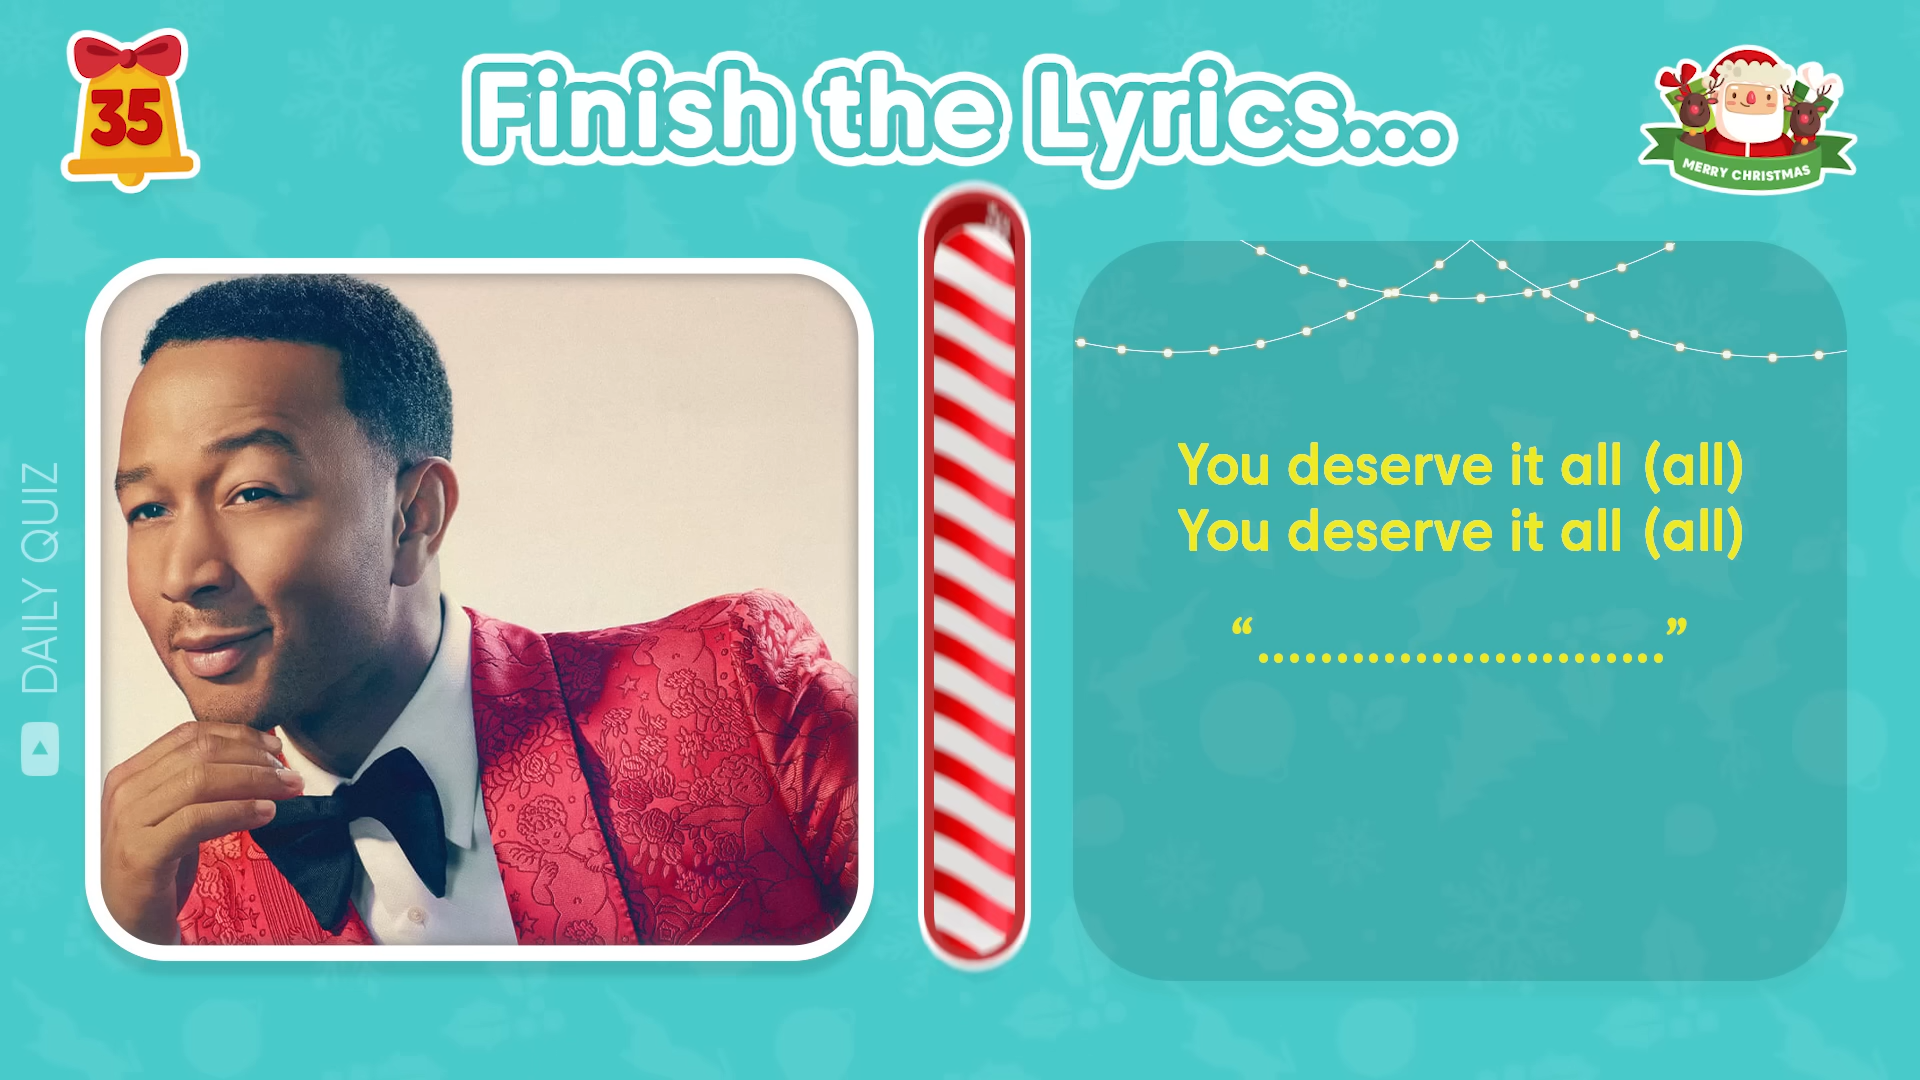 35
Finish the Lyrics...
MERRY CHRISTMAS
DAILY QUIZ
You deserve it all (all)
You deserve it all (all)
“..........................”